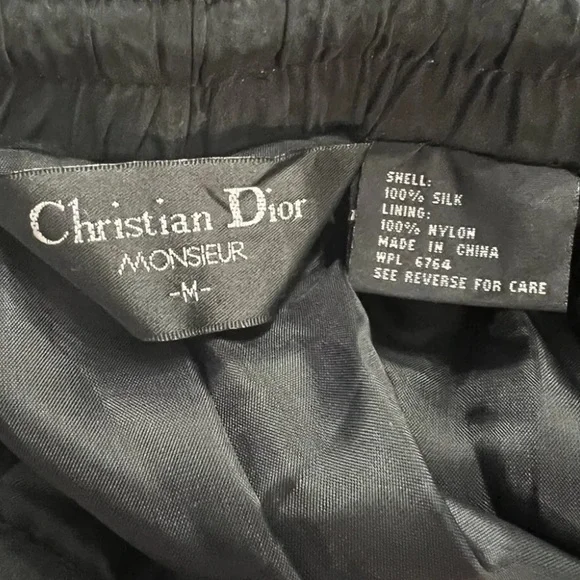 Christian Dior
MONSIEUR
-M-
SHELL:
100% SILK
LINING:
100% NYLON
MADE IN CHINA
WPL 6764
SEE REVERSE FOR CARE